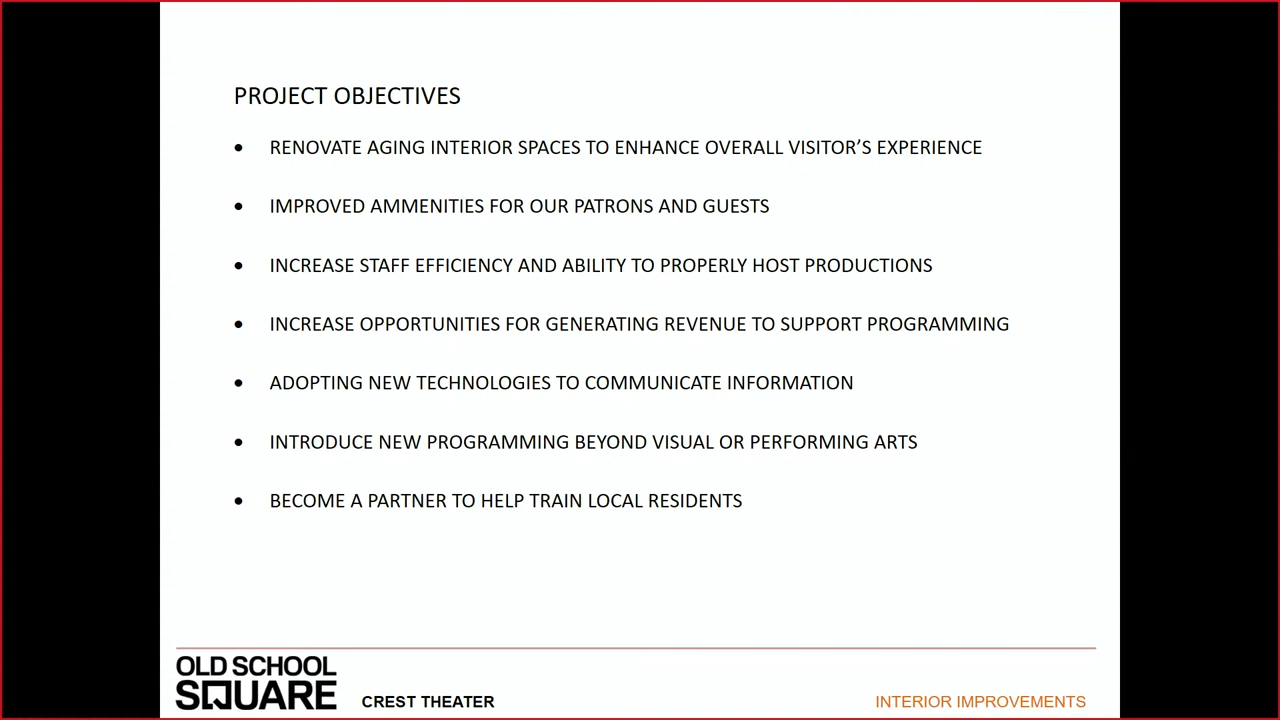 PROJECT OBJECTIVES
• RENOVATE AGING INTERIOR SPACES TO ENHANCE OVERALL VISITOR’S EXPERIENCE
• IMPROVED AMMENITIES FOR OUR PATRONS AND GUESTS
• INCREASE STAFF EFFICIENCY AND ABILITY TO PROPERLY HOST PRODUCTIONS
• INCREASE OPPORTUNITIES FOR GENERATING REVENUE TO SUPPORT PROGRAMMING
• ADOPTING NEW TECHNOLOGIES TO COMMUNICATE INFORMATION
• INTRODUCE NEW PROGRAMMING BEYOND VISUAL OR PERFORMING ARTS
• BECOME A PARTNER TO HELP TRAIN LOCAL RESIDENTS
OLD SCHOOL
SQUARE
CREST THEATER
INTERIOR IMPROVEMENTS